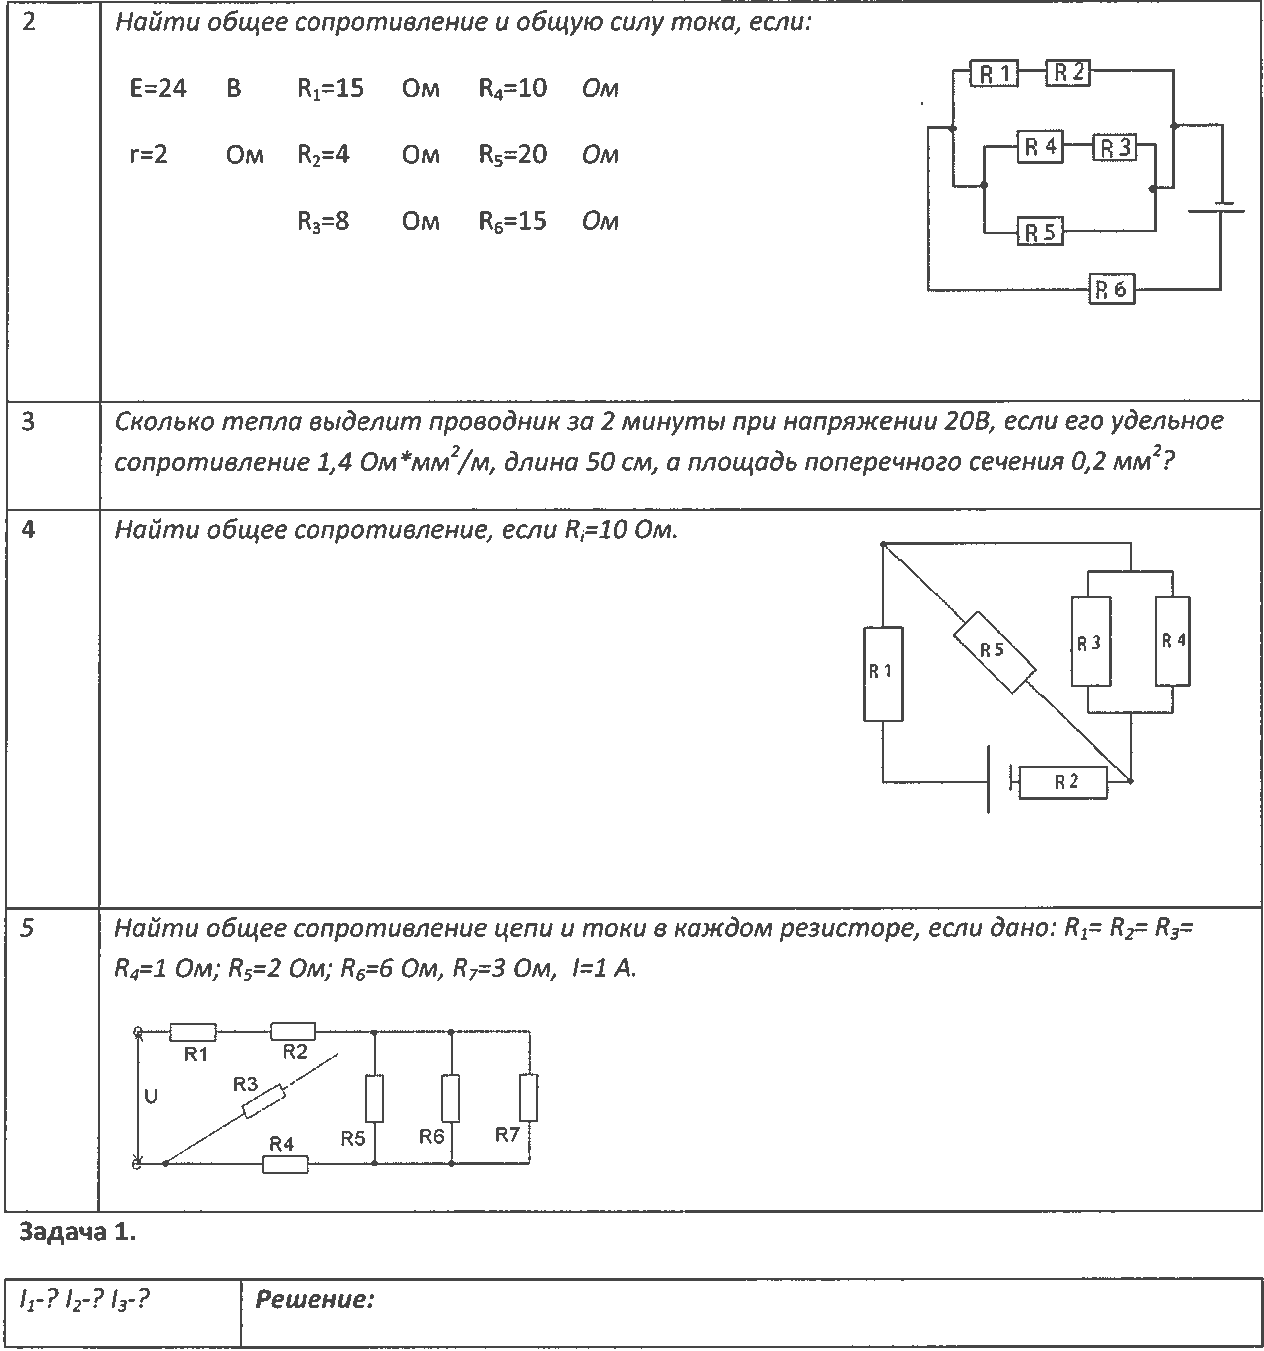 2
Найти общее сопротивление и общую силу тока, если:
E=24 В R₁=15 Ом R₄=10 Ом
r=2 Ом R₂=4 Ом R₅=20 Ом
R₃=8 Ом R₆=15 Ом
R 1 R 2
R 4 R 3
R 5
R 6
3
Сколько тепла выделит проводник за 2 минуты при напряжении 20В, если его удельное
сопротивление 1,4 Ом*мм²/м, длина 50 см, а площадь поперечного сечения 0,2 мм²?
4
Найти общее сопротивление, если Rᵢ=10 Ом.
R 1
R 5
R 3
R 4
R 2
5
Найти общее сопротивление цепи и токи в каждом резисторе, если дано: R₁= R₂= R₃=
R₄=1 Ом; R₅=2 Ом; R₆=6 Ом, R₇=3 Ом, I=1 А.
R1
R2
U
R3
R4
R5
R6
R7
Задача 1.
I₁-? I₂-? I₃-?
Решение: